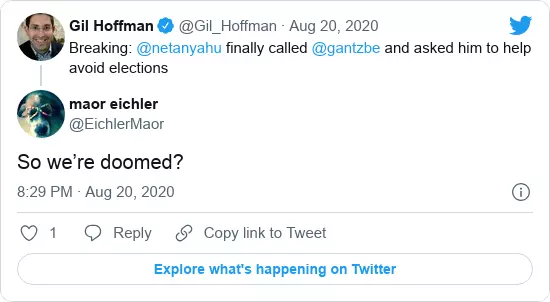 Gil Hoffman @Gil_Hoffman · Aug 20, 2020
Breaking: @netanyahu finally called @gantzbe and asked him to help
avoid elections
maor eichler
@EichlerMaor
So we’re doomed?
8:29 PM · Aug 20, 2020
1 Reply Copy link to Tweet
Explore what's happening on Twitter